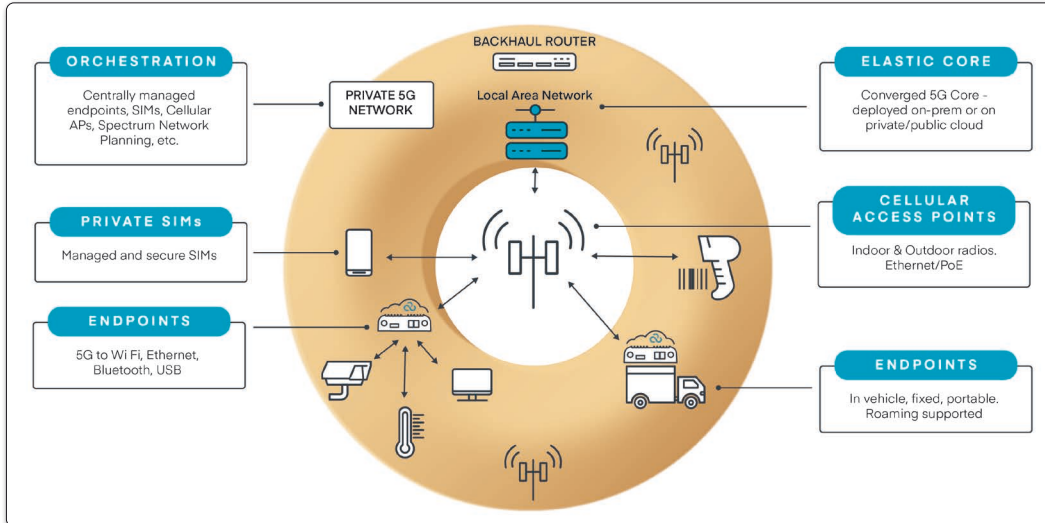 ORCHESTRATION
Centrally managed
endpoints, SIMs, Cellular
APs, Spectrum Network
Planning, etc.
PRIVATE 5G
NETWORK
BACKHAUL ROUTER
Local Area Network
ELASTIC CORE
Converged 5G Core -
deployed on-prem or on
private/public cloud
PRIVATE SIMs
Managed and secure SIMs
CELLULAR
ACCESS POINTS
Indoor & Outdoor radios.
Ethernet/PoE
ENDPOINTS
5G to Wi Fi, Ethernet,
Bluetooth, USB
ENDPOINTS
In vehicle, fixed, portable.
Roaming supported